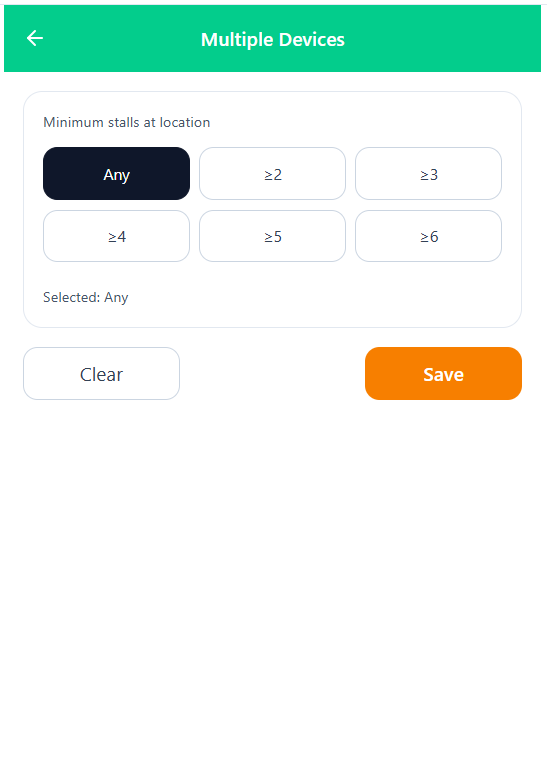 Multiple Devices
Minimum stalls at location
Any ≥2 ≥3
≥4 ≥5 ≥6
Selected: Any
Clear Save